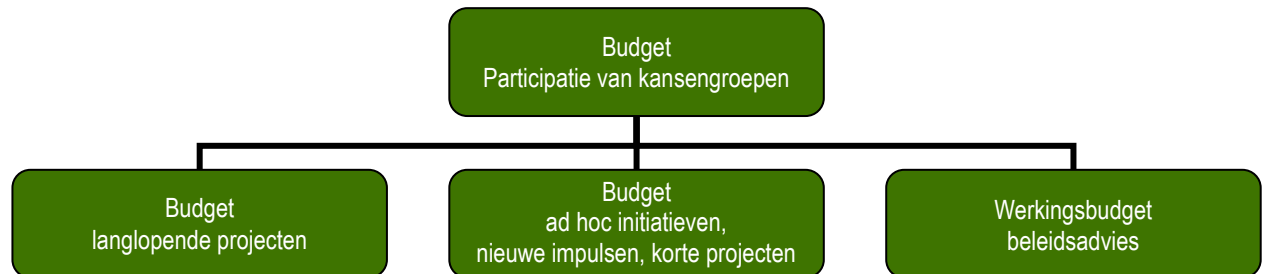 Budget
Participatie van kansengroepen
Budget
langlopende projecten
Budget
ad hoc initiatieven,
nieuwe impulsen, korte projecten
Werkingsbudget
beleidsadvies